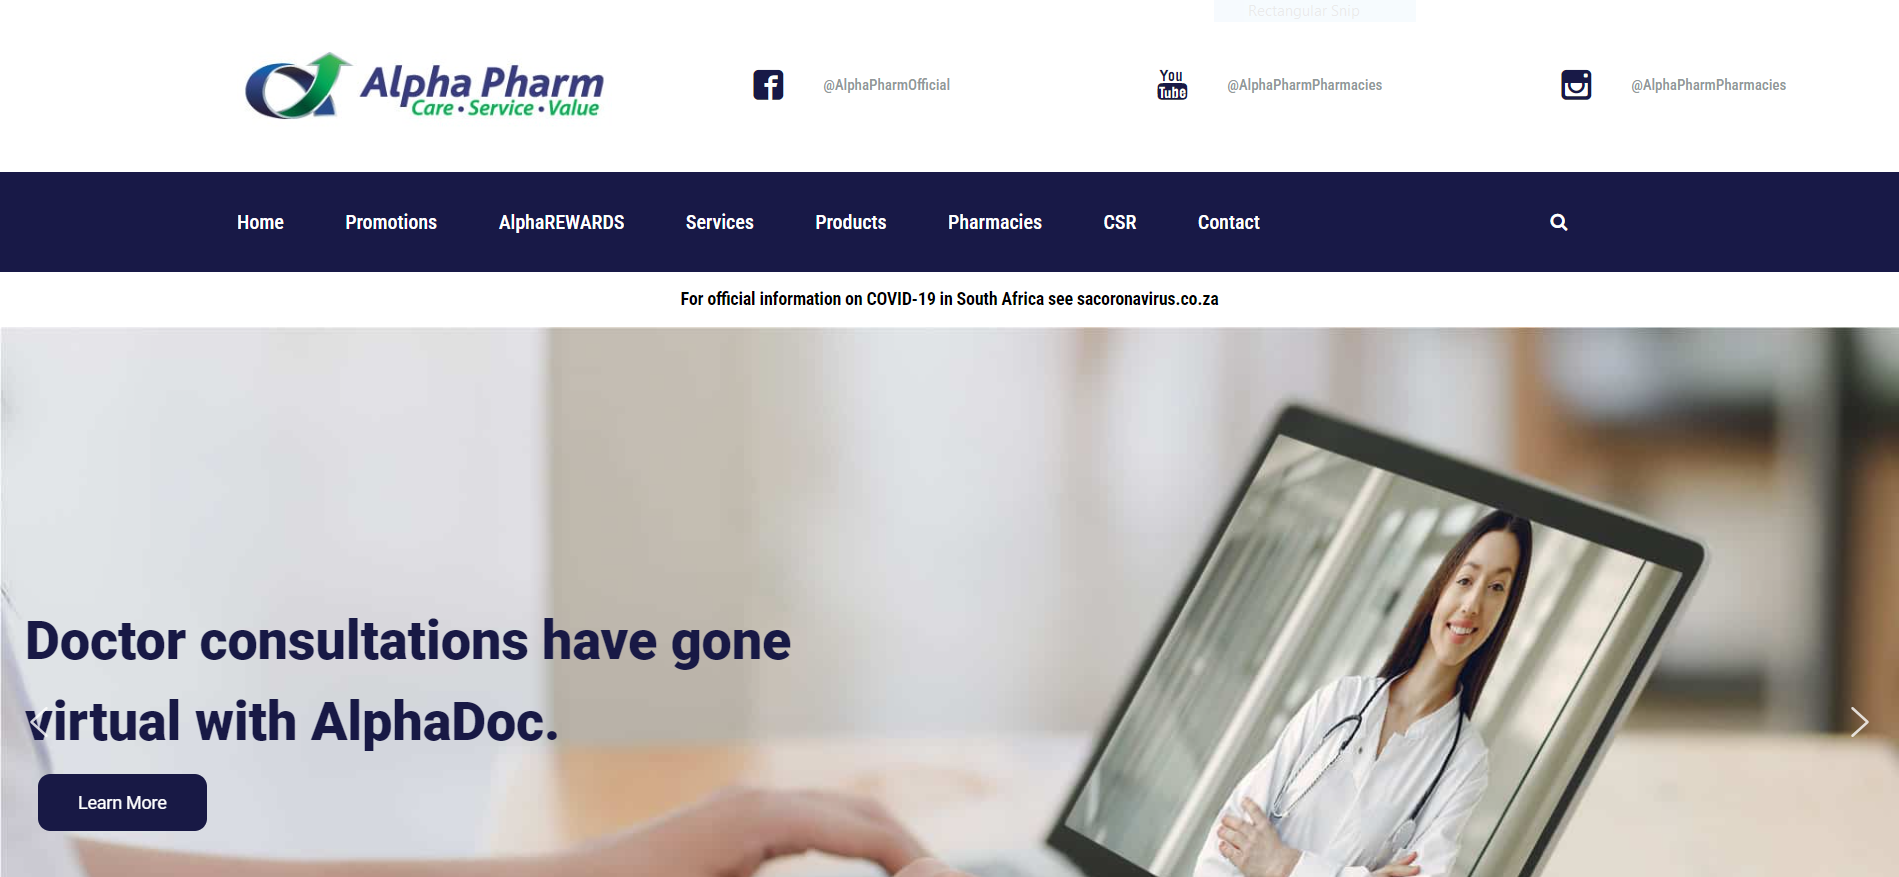 Rectangular Snip
Alpha Pharm
Care • Service • Value
@AlphaPharmOfficial
You
Tube
@AlphaPharmPharmacies
@AlphaPharmPharmacies
Home
Promotions
AlphaREWARDS
Services
Products
Pharmacies
CSR
Contact
For official information on COVID-19 in South Africa see sacoronavirus.co.za
Doctor consultations have gone
virtual with AlphaDoc.
Learn More